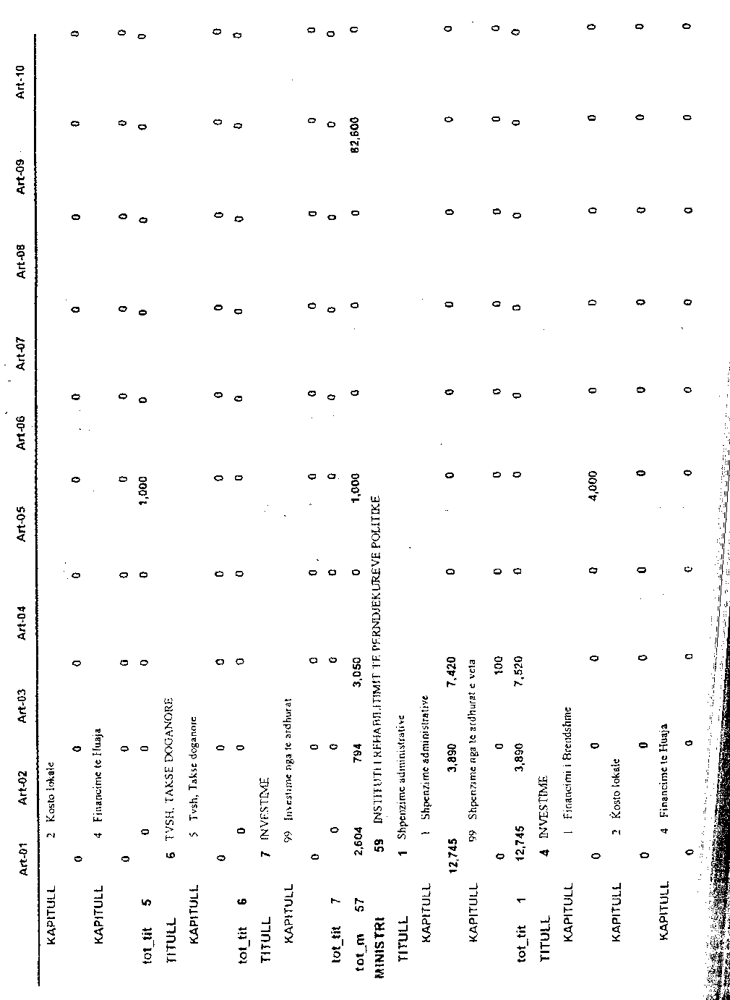 Art-01 Art-02 Art-03 Art-04 Art-05 Art-06 Art-07 Art-08 Art-09 Art-10
KAPITULL 2 Kosto lokale
0 0 0 0 0 0 0 0 0 0
KAPITULL 4 Financime te Huaja
0 0 0 0 0 0 0 0 0 0
tot_tit 5 0 0 0 0 1,000 0 0 0 0 0
TITULL 6 TVSH, TAKSE DOGANORE
KAPITULL 5 Tvsh, Takse doganore
0 0 0 0 0 0 0 0 0 0
tot_tit 6 0 0 0 0 0 0 0 0 0 0
TITULL 7 INVESTIME
KAPITULL 99 Investime nga te ardhurat
0 0 0 0 0 0 0 0 0 0
tot_tit 7 0 0 0 0 0 0 0 0 0 0
tot_m 57 2,604 794 3,050 0 1,000 0 0 0 62,600 0
MINISTRI 59 INSTITUTI I REHABILITIMIT TE PERNDJEKUREVE POLITIKE
TITULL 1 Shpenzime administrative
KAPITULL 1 Shpenzime administrative
12,745 3,890 7,420 0 0 0 0 0 0 0
KAPITULL 99 Shpenzime nga te ardhurat e veta
0 0 100 0 0 0 0 0 0 0
tot_tit 1 12,745 3,890 7,520 0 0 0 0 0 0 0
TITULL 4 INVESTIME
KAPITULL 1 Financimi i Brendshme
0 0 0 0 4,000 0 0 0 0 0
KAPITULL 2 Kosto lokale
0 0 0 0 0 0 0 0 0 0
KAPITULL 4 Financime te Huaja
0 0 0 0 0 0 0 0 0 0